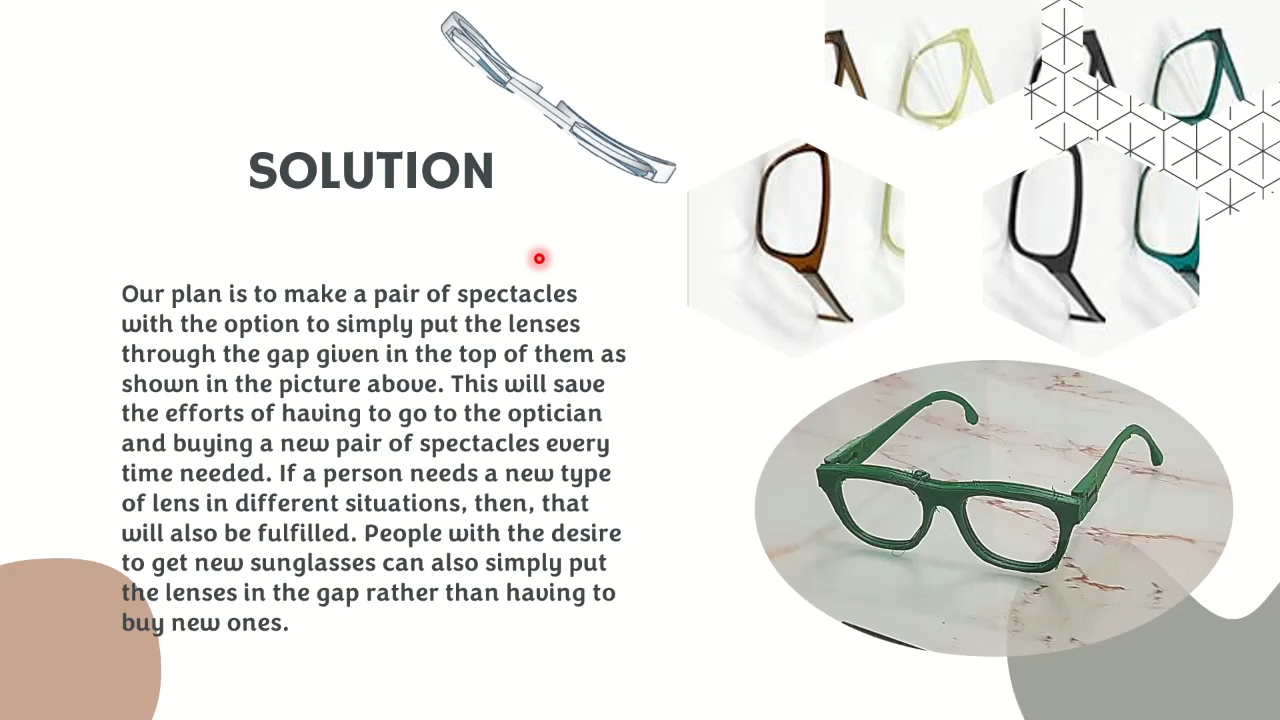 SOLUTION
Our plan is to make a pair of spectacles
with the option to simply put the lenses
through the gap given in the top of them as
shown in the picture above. This will save
the efforts of having to go to the optician
and buying a new pair of spectacles every
time needed. If a person needs a new type
of lens in different situations, then, that
will also be fulfilled. People with the desire
to get new sunglasses can also simply put
the lenses in the gap rather than having to
buy new ones.